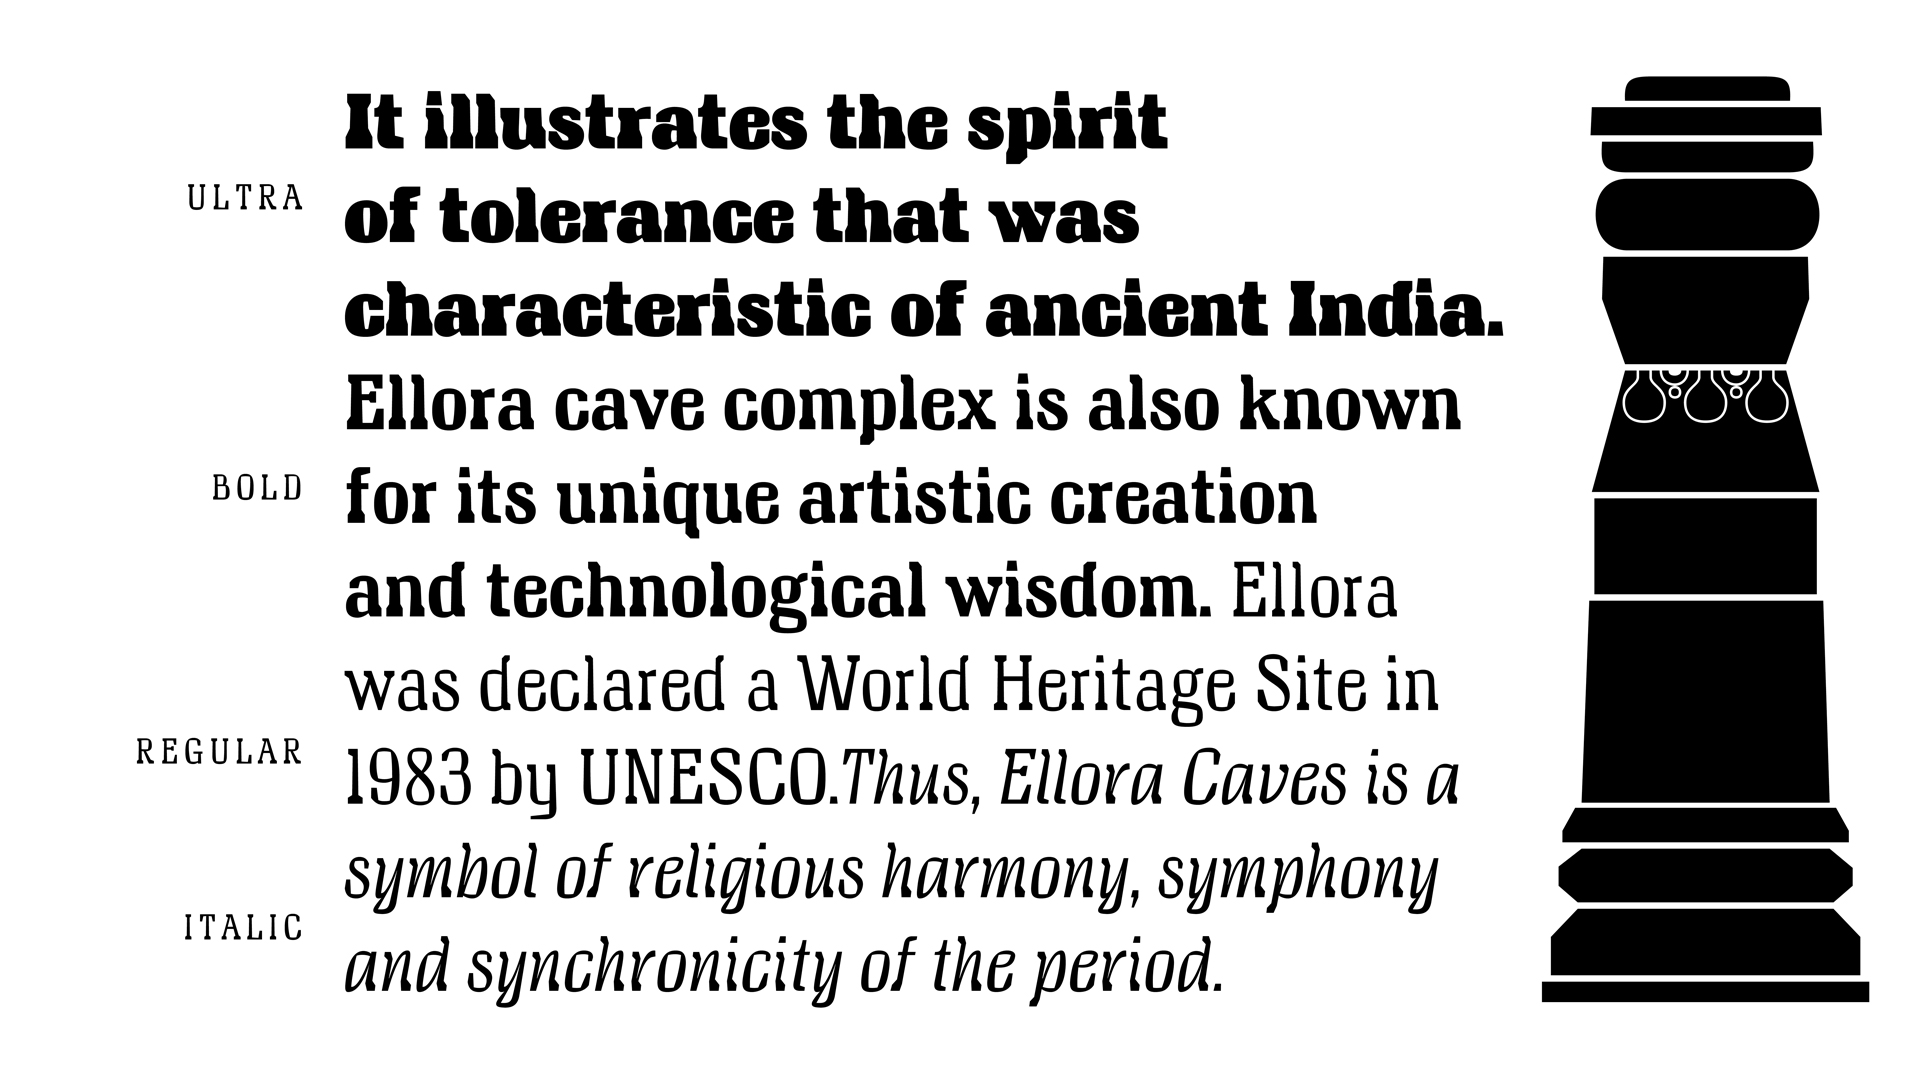 It illustrates the spirit
ULTRA
of tolerance that was
characteristic of ancient India.
Ellora cave complex is also known
BOLD
for its unique artistic creation
and technological wisdom. Ellora
was declared a World Heritage Site in
REGULAR
1983 by UNESCO.Thus, Ellora Caves is a
symbol of religious harmony, symphony
ITALIC
and synchronicity of the period.